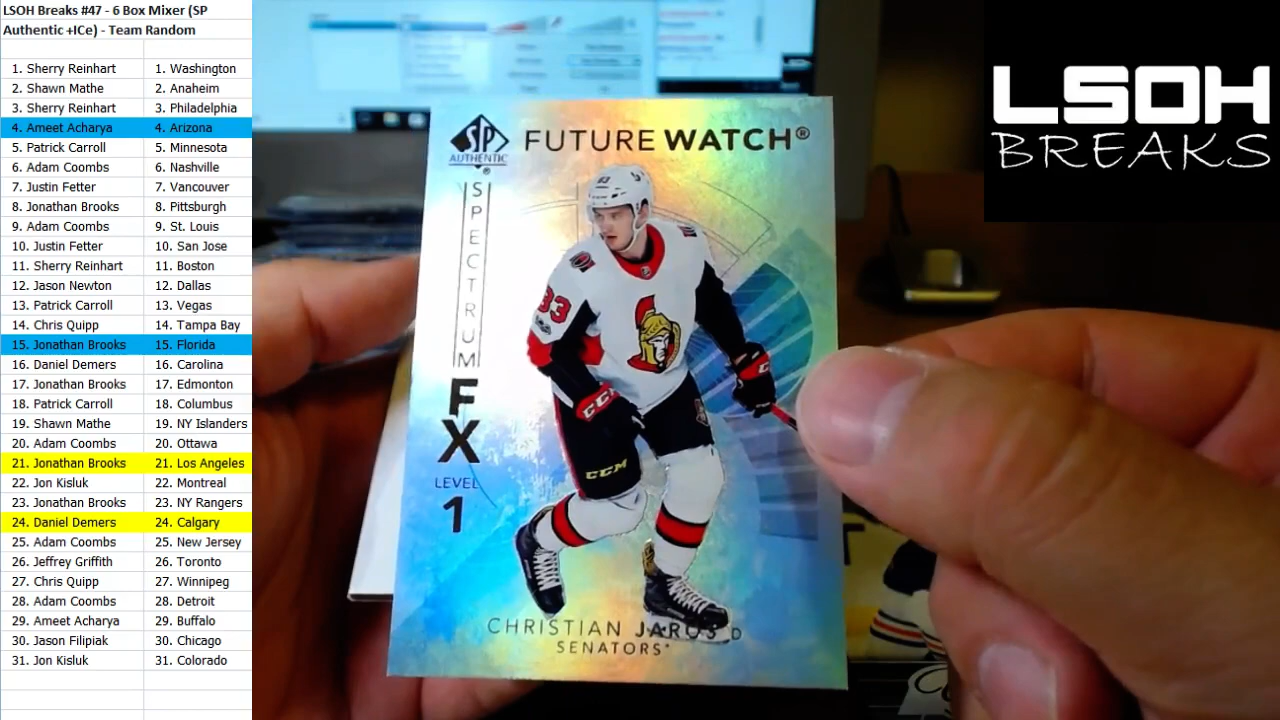 LSOH Breaks #47 - 6 Box Mixer (SP
Authentic +ICe) - Team Random
1. Sherry Reinhart 1. Washington
2. Shawn Mathe 2. Anaheim
3. Sherry Reinhart 3. Philadelphia
4. Ameet Acharya 4. Arizona
5. Patrick Carroll 5. Minnesota
6. Adam Coombs 6. Nashville
7. Justin Fetter 7. Vancouver
8. Jonathan Brooks 8. Pittsburgh
9. Adam Coombs 9. St. Louis
10. Justin Fetter 10. San Jose
11. Sherry Reinhart 11. Boston
12. Jason Newton 12. Dallas
13. Patrick Carroll 13. Vegas
14. Chris Quipp 14. Tampa Bay
15. Jonathan Brooks 15. Florida
16. Daniel Demers 16. Carolina
17. Jonathan Brooks 17. Edmonton
18. Patrick Carroll 18. Columbus
19. Shawn Mathe 19. NY Islanders
20. Adam Coombs 20. Ottawa
21. Jonathan Brooks 21. Los Angeles
22. Jon Kisluk 22. Montreal
23. Jonathan Brooks 23. NY Rangers
24. Daniel Demers 24. Calgary
25. Adam Coombs 25. New Jersey
26. Jeffrey Griffith 26. Toronto
27. Chris Quipp 27. Winnipeg
28. Adam Coombs 28. Detroit
29. Ameet Acharya 29. Buffalo
30. Jason Filipiak 30. Chicago
31. Jon Kisluk 31. Colorado
SP
AUTHENTIC
FUTURE WATCH®
SPECTRUM
FX
LEVEL
1
93
CCM
CCM
CHRISTIAN JAROS D
SENATORS
LSOH
BREAKS